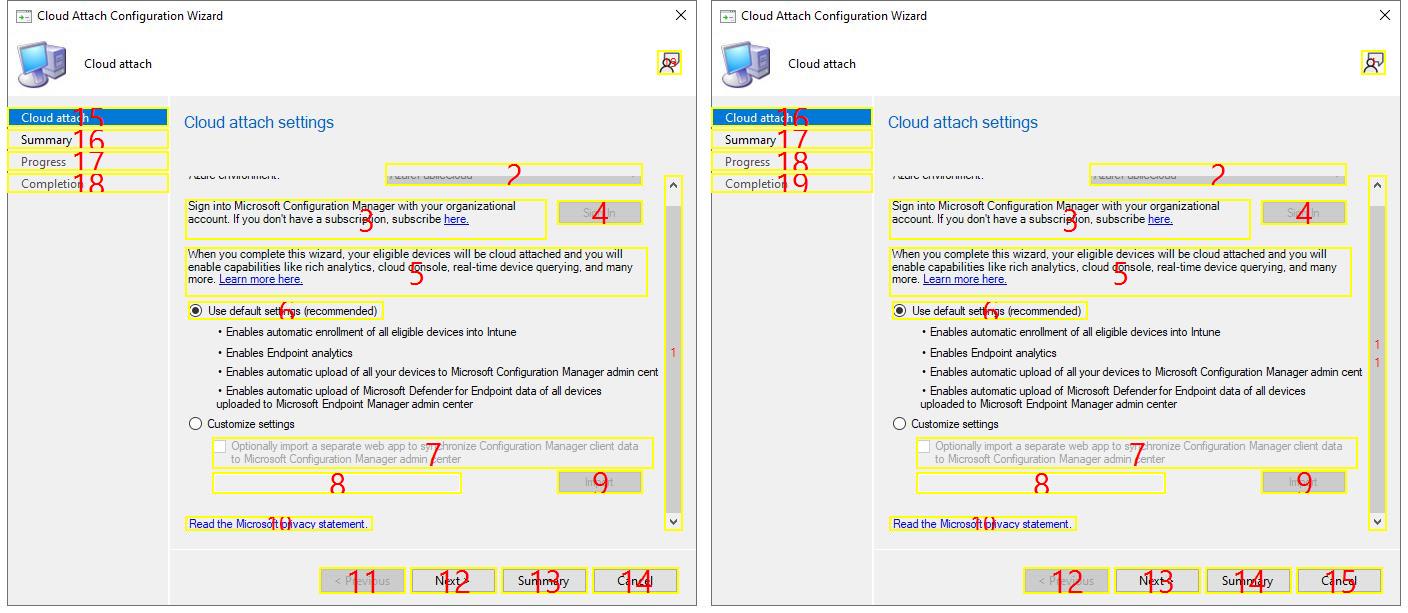 Cloud Attach Configuration Wizard
Cloud attach
19
15
Cloud attach
16
Summary
17
Progress
18
Completion
Cloud attach settings
Azure environment:
AzurePublicCloud
2
Sign into Microsoft Configuration Manager with your organizational
account. If you don't have a subscription, subscribe here.
3
Sign In
4
When you complete this wizard, your eligible devices will be cloud attached and you will
enable capabilities like rich analytics, cloud console, real-time device querying, and many
more. Learn more here.
5
Use default settings (recommended)
6
• Enables automatic enrollment of all eligible devices into Intune
• Enables Endpoint analytics
1
• Enables automatic upload of all your devices to Microsoft Configuration Manager admin cent
• Enables automatic upload of Microsoft Defender for Endpoint data of all devices
uploaded to Microsoft Endpoint Manager admin center
Customize settings
Optionally import a separate web app to synchronize Configuration Manager client data
to Microsoft Configuration Manager admin center
7
8
Import
9
Read the Microsoft privacy statement.
10
< Previous
11
Next >
12
Summary
13
Cancel
14
Cloud Attach Configuration Wizard
Cloud attach
1
16
Cloud attach
17
Summary
18
Progress
19
Completion
Cloud attach settings
Azure environment:
AzurePublicCloud
2
Sign into Microsoft Configuration Manager with your organizational
account. If you don't have a subscription, subscribe here.
3
Sign In
4
When you complete this wizard, your eligible devices will be cloud attached and you will
enable capabilities like rich analytics, cloud console, real-time device querying, and many
more. Learn more here.
5
Use default settings (recommended)
6
• Enables automatic enrollment of all eligible devices into Intune
• Enables Endpoint analytics
1
1
• Enables automatic upload of all your devices to Microsoft Configuration Manager admin cent
• Enables automatic upload of Microsoft Defender for Endpoint data of all devices
uploaded to Microsoft Endpoint Manager admin center
Customize settings
Optionally import a separate web app to synchronize Configuration Manager client data
to Microsoft Configuration Manager admin center
7
8
Import
9
Read the Microsoft privacy statement.
10
< Previous
12
Next >
13
Summary
14
Cancel
15